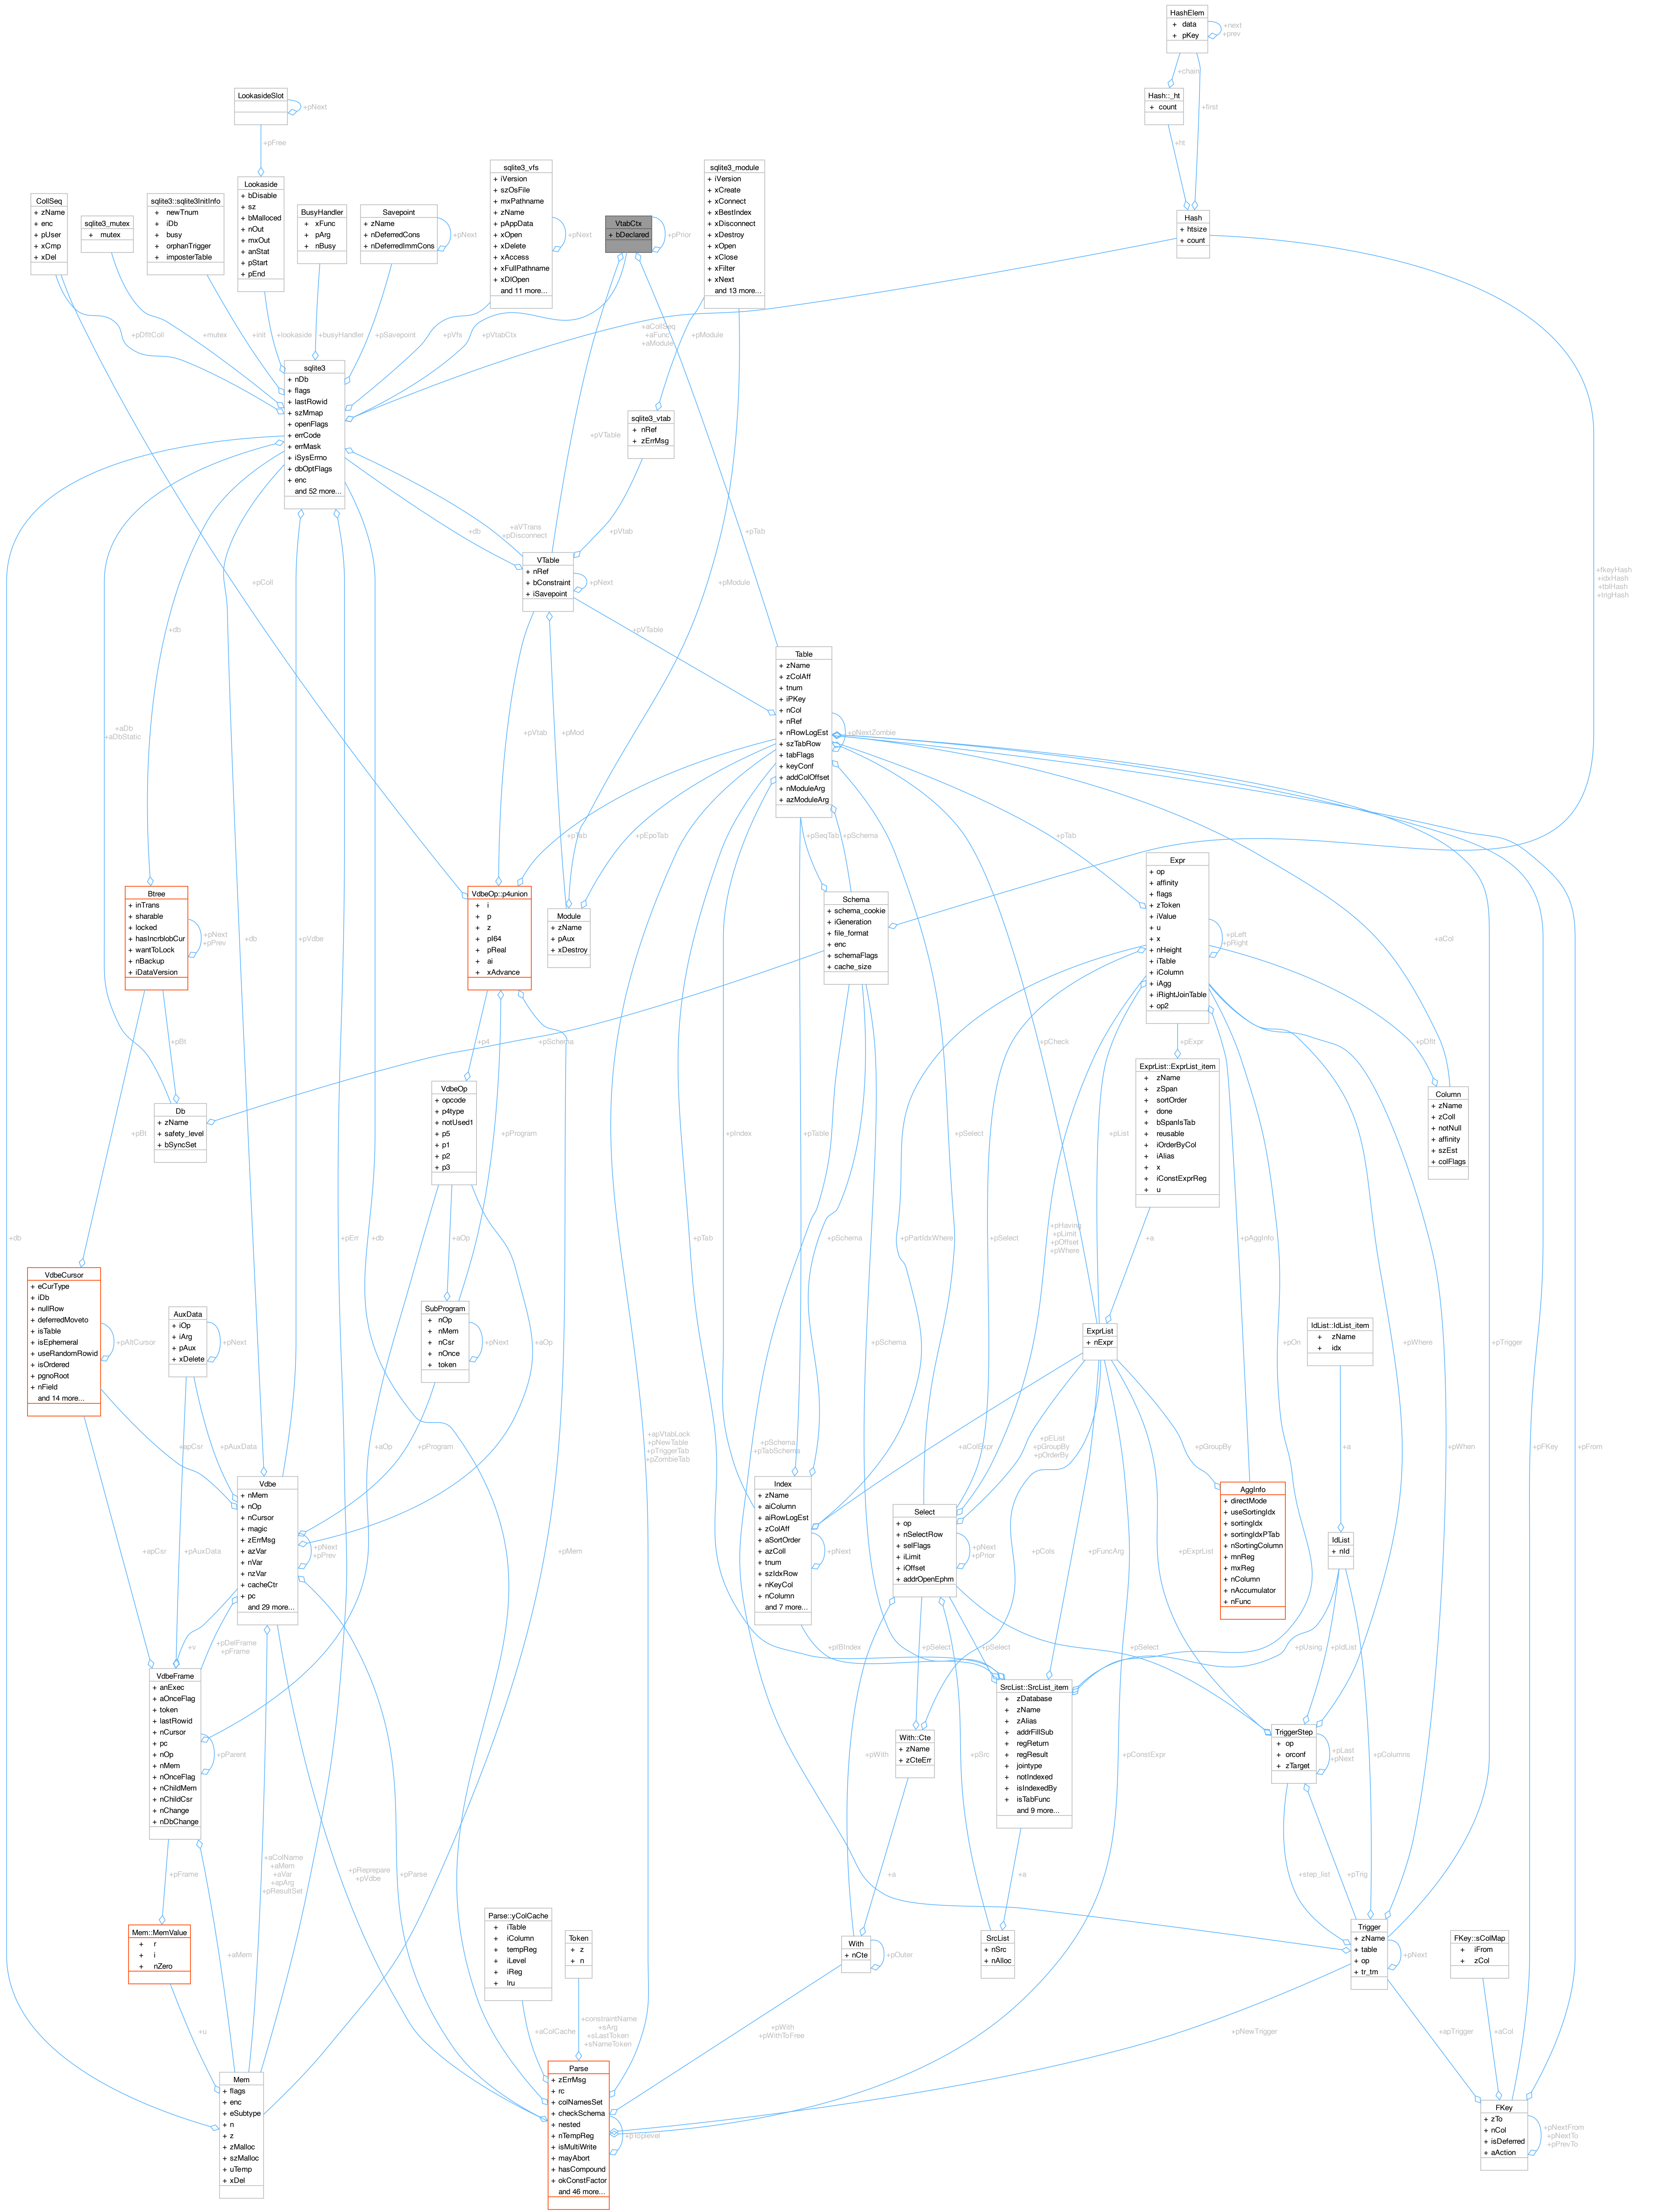 HashElem
+ data
+ pKey
+next
+prev
+chain
+first
Hash::_ht
+ count
+ht
LookasideSlot
+pNext
+pFree
Hash
+ htsize
+ count
CollSeq
+ zName
+ enc
+ pUser
+ xCmp
+ xDel
sqlite3_mutex
+ mutex
sqlite3::sqlite3InitInfo
+ newTnum
+ iDb
+ busy
+ orphanTrigger
+ imposterTable
Lookaside
+ bDisable
+ sz
+ bMalloced
+ nOut
+ mxOut
+ anStat
+ pStart
+ pEnd
BusyHandler
+ xFunc
+ pArg
+ nBusy
Savepoint
+ zName
+ nDeferredCons
+ nDeferredImmCons
+pNext
sqlite3_vfs
+ iVersion
+ szOsFile
+ mxPathname
+ zName
+ pAppData
+ xOpen
+ xDelete
+ xAccess
+ xFullPathname
+ xDlOpen
and 11 more...
+pNext
VtabCtx
+ bDeclared
+pPrior
sqlite3_module
+ iVersion
+ xCreate
+ xConnect
+ xBestIndex
+ xDisconnect
+ xDestroy
+ xOpen
+ xClose
+ xFilter
+ xNext
and 13 more...
+pDfltColl
+mutex
+init
+lookaside
+busyHandler
+pSavepoint
+pVfs
+pVtabCtx
+aCollSeq
+aFunc
+aModule
+pModule
sqlite3
+ nDb
+ flags
+ lastRowid
+ szMmap
+ openFlags
+ errCode
+ errMask
+ iSysErrno
+ dbOptFlags
+ enc
and 52 more...
sqlite3_vtab
+ nRef
+ zErrMsg
+pVTable
+db
+aVTrans
+pDisconnect
+pVtab
+pTab
+pColl
+pModule
+fkeyHash
+idxHash
+tblHash
+trigHash
VTable
+ nRef
+ bConstraint
+ iSavepoint
+pNext
+db
+pVTable
Table
+ zName
+ zColAff
+ tnum
+ iPKey
+ nCol
+ nRef
+ nRowLogEst
+ szTabRow
+ tabFlags
+ keyConf
+ addColOffset
+ nModuleArg
+ azModuleArg
+pNextZombie
+aDb
+aDbStatic
+pVtab
+pMod
+pTab
+pEpoTab
+pSeqTab
+pSchema
+pTab
Expr
+ op
+ affinity
+ flags
+ zToken
+ iValue
+ u
+ x
+ nHeight
+ iTable
+ iColumn
+ iAgg
+ iRightJoinTable
+ op2
+pLeft
+pRight
Btree
+ inTrans
+ sharable
+ locked
+ hasIncrblobCur
+ wantToLock
+ nBackup
+ iDataVersion
+pNext
+pPrev
+db
+pVdbe
VdbeOp::p4union
+ i
+ p
+ z
+ pI64
+ pReal
+ ai
+ xAdvance
Module
+ zName
+ pAux
+ xDestroy
Schema
+ schema_cookie
+ iGeneration
+ file_format
+ enc
+ schemaFlags
+ cache_size
+aCol
+pBt
+p4
+pSchema
+pCheck
+pExpr
+pDflt
Db
+ zName
+ safety_level
+ bSyncSet
VdbeOp
+ opcode
+ p4type
+ notUsed1
+ p5
+ p1
+ p2
+ p3
ExprList::ExprList_item
+ zName
+ zSpan
+ sortOrder
+ done
+ bSpanIsTab
+ reusable
+ iOrderByCol
+ iAlias
+ x
+ iConstExprReg
+ u
Column
+ zName
+ zColl
+ notNull
+ affinity
+ szEst
+ colFlags
+pBt
+pProgram
+pIndex
+pTable
+pSelect
+pList
+db
+pErr
+db
+aOp
+pTab
+pSchema
+pPartIdxWhere
+pSelect
+pHaving
+pLimit
+pOffset
+pWhere
+a
+pAggInfo
VdbeCursor
+ eCurType
+ iDb
+ nullRow
+ deferredMoveto
+ isTable
+ isEphemeral
+ useRandomRowid
+ isOrdered
+ pgnoRoot
+ nField
and 14 more...
+pAltCursor
AuxData
+ iOp
+ iArg
+ pAux
+ xDelete
+pNext
SubProgram
+ nOp
+ nMem
+ nCsr
+ nOnce
+ token
+pNext
+aOp
+pSchema
ExprList
+ nExpr
+pOn
+pWhere
+pTrigger
IdList::IdList_item
+ zName
+ idx
+apCsr
+pAuxData
+aOp
+pProgram
+apVtabLock
+pNewTable
+pTriggerTab
+pZombieTab
+pSchema
+pTabSchema
+aColExpr
+pEList
+pGroupBy
+pOrderBy
+pGroupBy
+a
+pWhen
+pFKey
+pFrom
Vdbe
+ nMem
+ nOp
+ nCursor
+ magic
+ zErrMsg
+ azVar
+ nVar
+ nzVar
+ cacheCtr
+ pc
and 29 more...
+pNext
+pPrev
+apCsr
+pAuxData
+pMem
Index
+ zName
+ aiColumn
+ aiRowLogEst
+ zColAff
+ aSortOrder
+ azColl
+ tnum
+ szIdxRow
+ nKeyCol
+ nColumn
and 7 more...
+pNext
Select
+ op
+ nSelectRow
+ selFlags
+ iLimit
+ iOffset
+ addrOpenEphm
+pNext
+pPrior
+pCols
+pFuncArg
+pExprList
AggInfo
+ directMode
+ useSortingIdx
+ sortingIdx
+ sortingIdxPTab
+ nSortingColumn
+ mnReg
+ mxReg
+ nColumn
+ nAccumulator
+ nFunc
IdList
+ nId
+v
+pDelFrame
+pFrame
+pIBIndex
+pSelect
+pSelect
+pSelect
+pUsing
+pIdList
VdbeFrame
+ anExec
+ aOnceFlag
+ token
+ lastRowid
+ nCursor
+ pc
+ nOp
+ nMem
+ nOnceFlag
+ nChildMem
+ nChildCsr
+ nChange
+ nDbChange
+pParent
SrcList::SrcList_item
+ zDatabase
+ zName
+ zAlias
+ addrFillSub
+ regReturn
+ regResult
+ jointype
+ notIndexed
+ isIndexedBy
+ isTabFunc
and 9 more...
With::Cte
+ zName
+ zCteErr
TriggerStep
+ op
+ orconf
+ zTarget
+pLast
+pNext
+pWith
+pSrc
+pConstExpr
+pColumns
+pFrame
+aColName
+aMem
+aVar
+apArg
+pResultSet
+pReprepare
+pVdbe
+pParse
+a
+a
+step_list
+pTrig
Mem::MemValue
+ r
+ i
+ nZero
+aMem
Parse::yColCache
+ iTable
+ iColumn
+ tempReg
+ iLevel
+ iReg
+ lru
Token
+ z
+ n
With
+ nCte
+pOuter
SrcList
+ nSrc
+ nAlloc
Trigger
+ zName
+ table
+ op
+ tr_tm
+pNext
FKey::sColMap
+ iFrom
+ zCol
+u
+aColCache
+constraintName
+sArg
+sLastToken
+sNameToken
+pWith
+pWithToFree
+pNewTrigger
+apTrigger
+aCol
Mem
+ flags
+ enc
+ eSubtype
+ n
+ z
+ zMalloc
+ szMalloc
+ uTemp
+ xDel
Parse
+ zErrMsg
+ rc
+ colNamesSet
+ checkSchema
+ nested
+ nTempReg
+ isMultiWrite
+ mayAbort
+ hasCompound
+ okConstFactor
and 46 more...
+pToplevel
FKey
+ zTo
+ nCol
+ isDeferred
+ aAction
+pNextFrom
+pNextTo
+pPrevTo